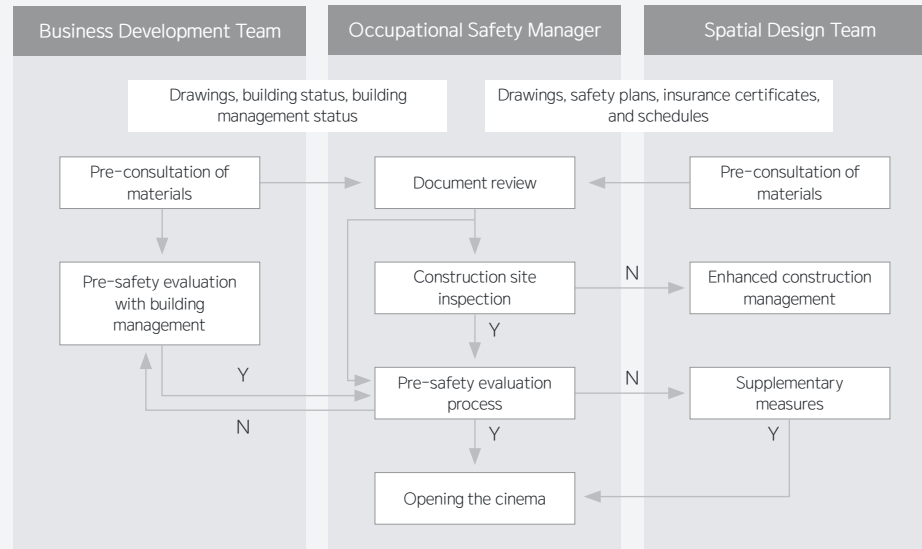 Business Development Team
Occupational Safety Manager
Spatial Design Team
Drawings, building status, building
management status
Drawings, safety plans, insurance certificates,
and schedules
Pre-consultation of
materials
Document review
Pre-consultation of
materials
Pre-safety evaluation
with building
management
Construction site
inspection
N
Enhanced construction
management
Y
Y
N
Pre-safety evaluation
process
N
Supplementary
measures
Y
Y
Opening the cinema